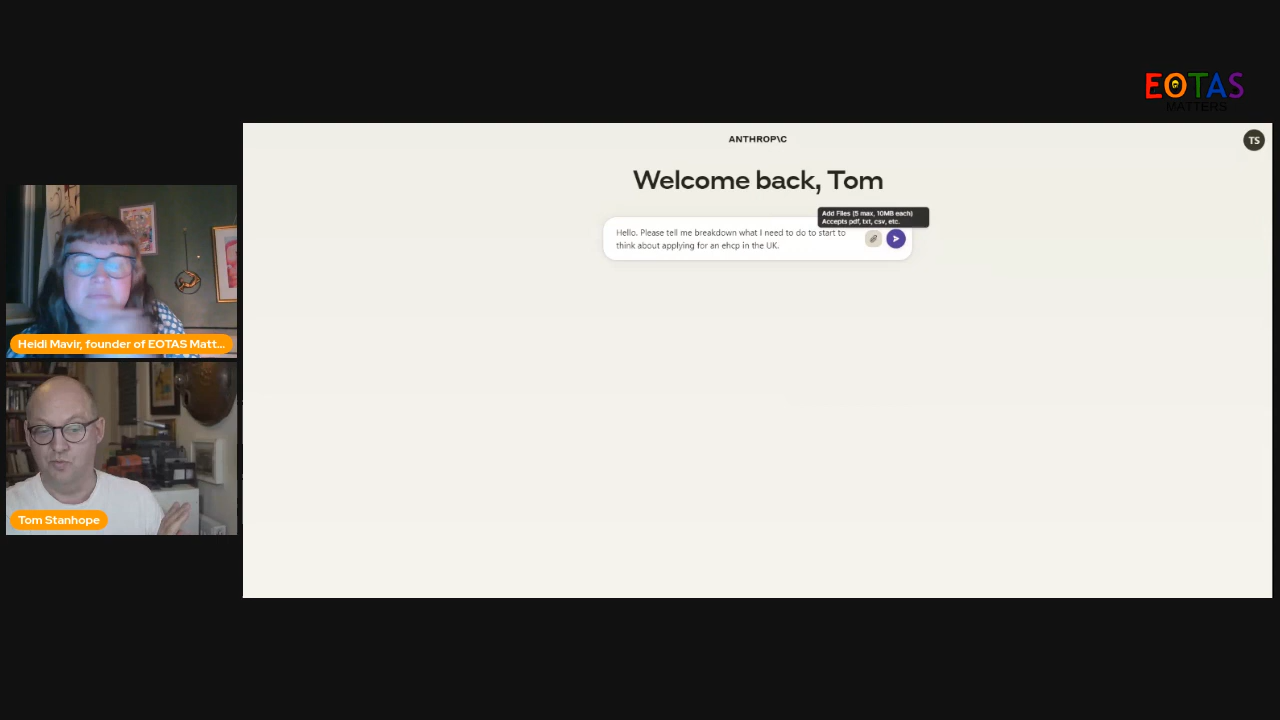 EOTAS
MATTERS
ANTHROP\C
TS
Welcome back, Tom
Add Files (5 max, 10MB each)
Accepts pdf, txt, csv, etc.
Hello. Please tell me breakdown what I need to do to start to
think about applying for an ehcp in the UK.
Heidi Mavir, founder of EOTAS Matt...
Tom Stanhope